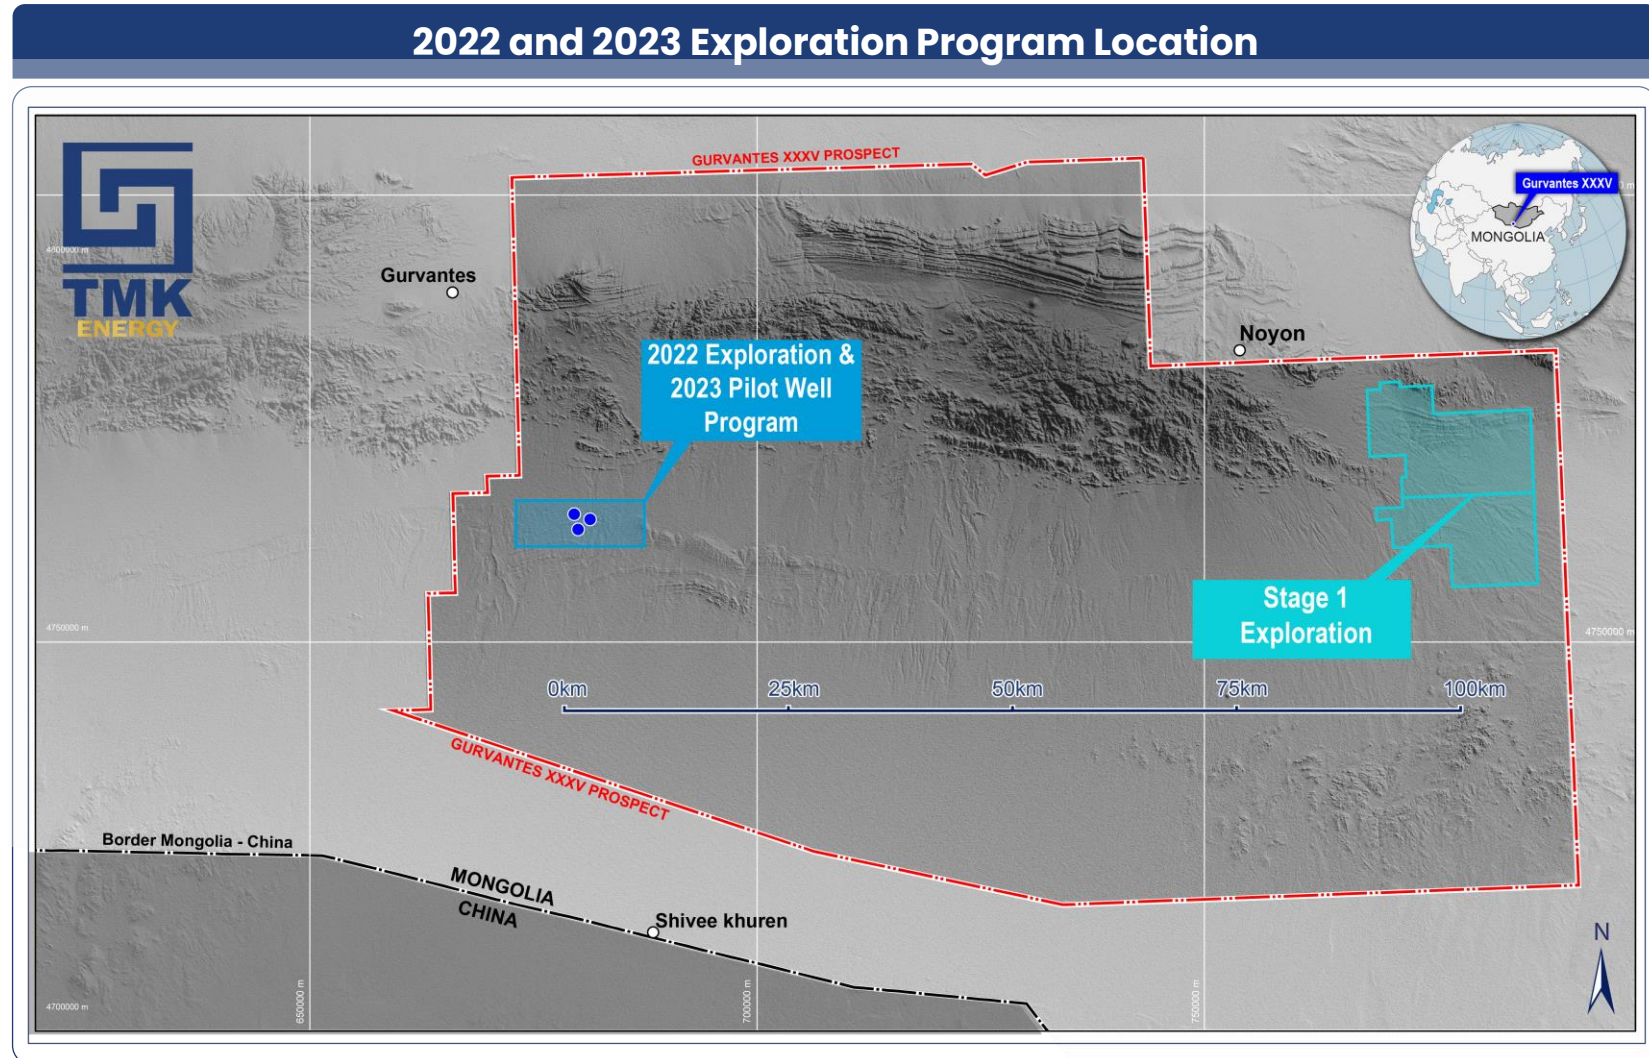 2022 and 2023 Exploration Program Location
GURVANTES XXXV PROSPECT
TMK
ENERGY
Gurvantes XXXV
MONGOLIA
4800000 m
Gurvantes
Noyon
2022 Exploration &
2023 Pilot Well
Program
Stage 1
Exploration
4750000 m
4750000 m
0km
25km
50km
75km
100km
GURVANTES XXXV PROSPECT
Border Mongolia - China
MONGOLIA
CHINA
Shivee khuren
N
4700000 m
650000 m
700000 m
750000 m